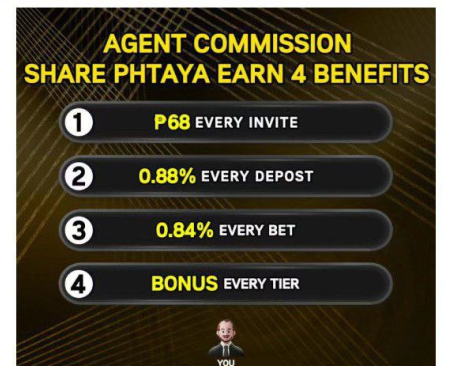 AGENT COMMISSION
SHARE PHTAYA EARN 4 BENEFITS
1 ₱68 EVERY INVITE
2 0.88% EVERY DEPOST
3 0.84% EVERY BET
4 BONUS EVERY TIER
YOU